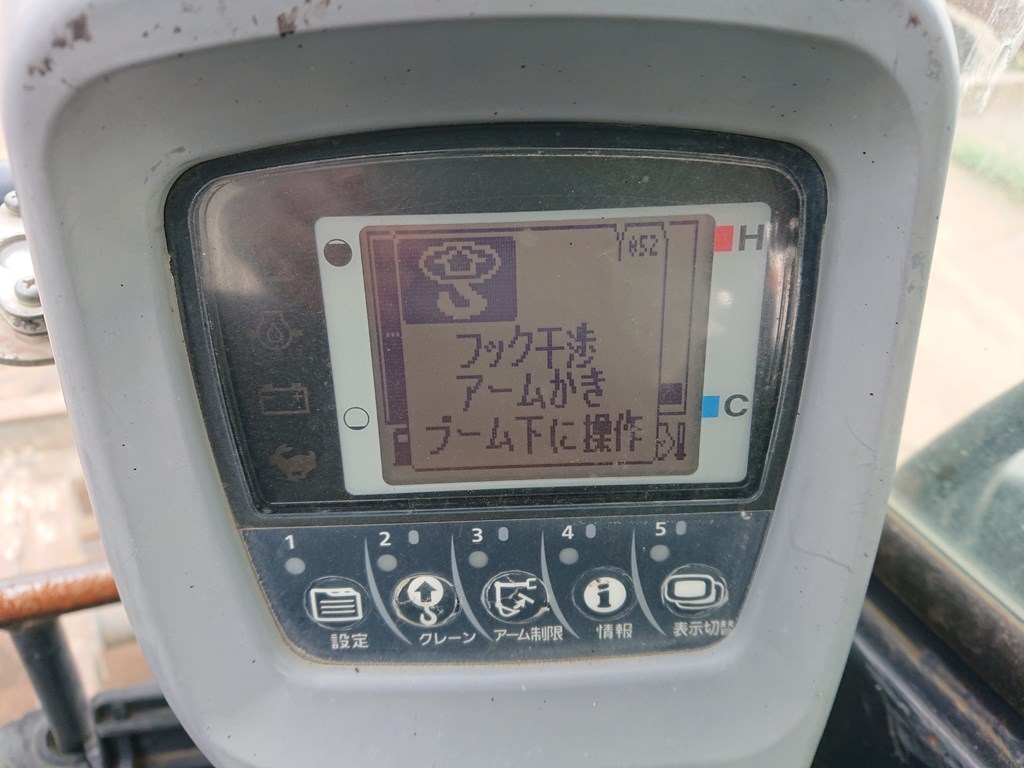 H
フック干渉
アームかき
ブーム下に操作
C
1 2 3 4 5
設定 クレーン アーム制限 情報 表示切替